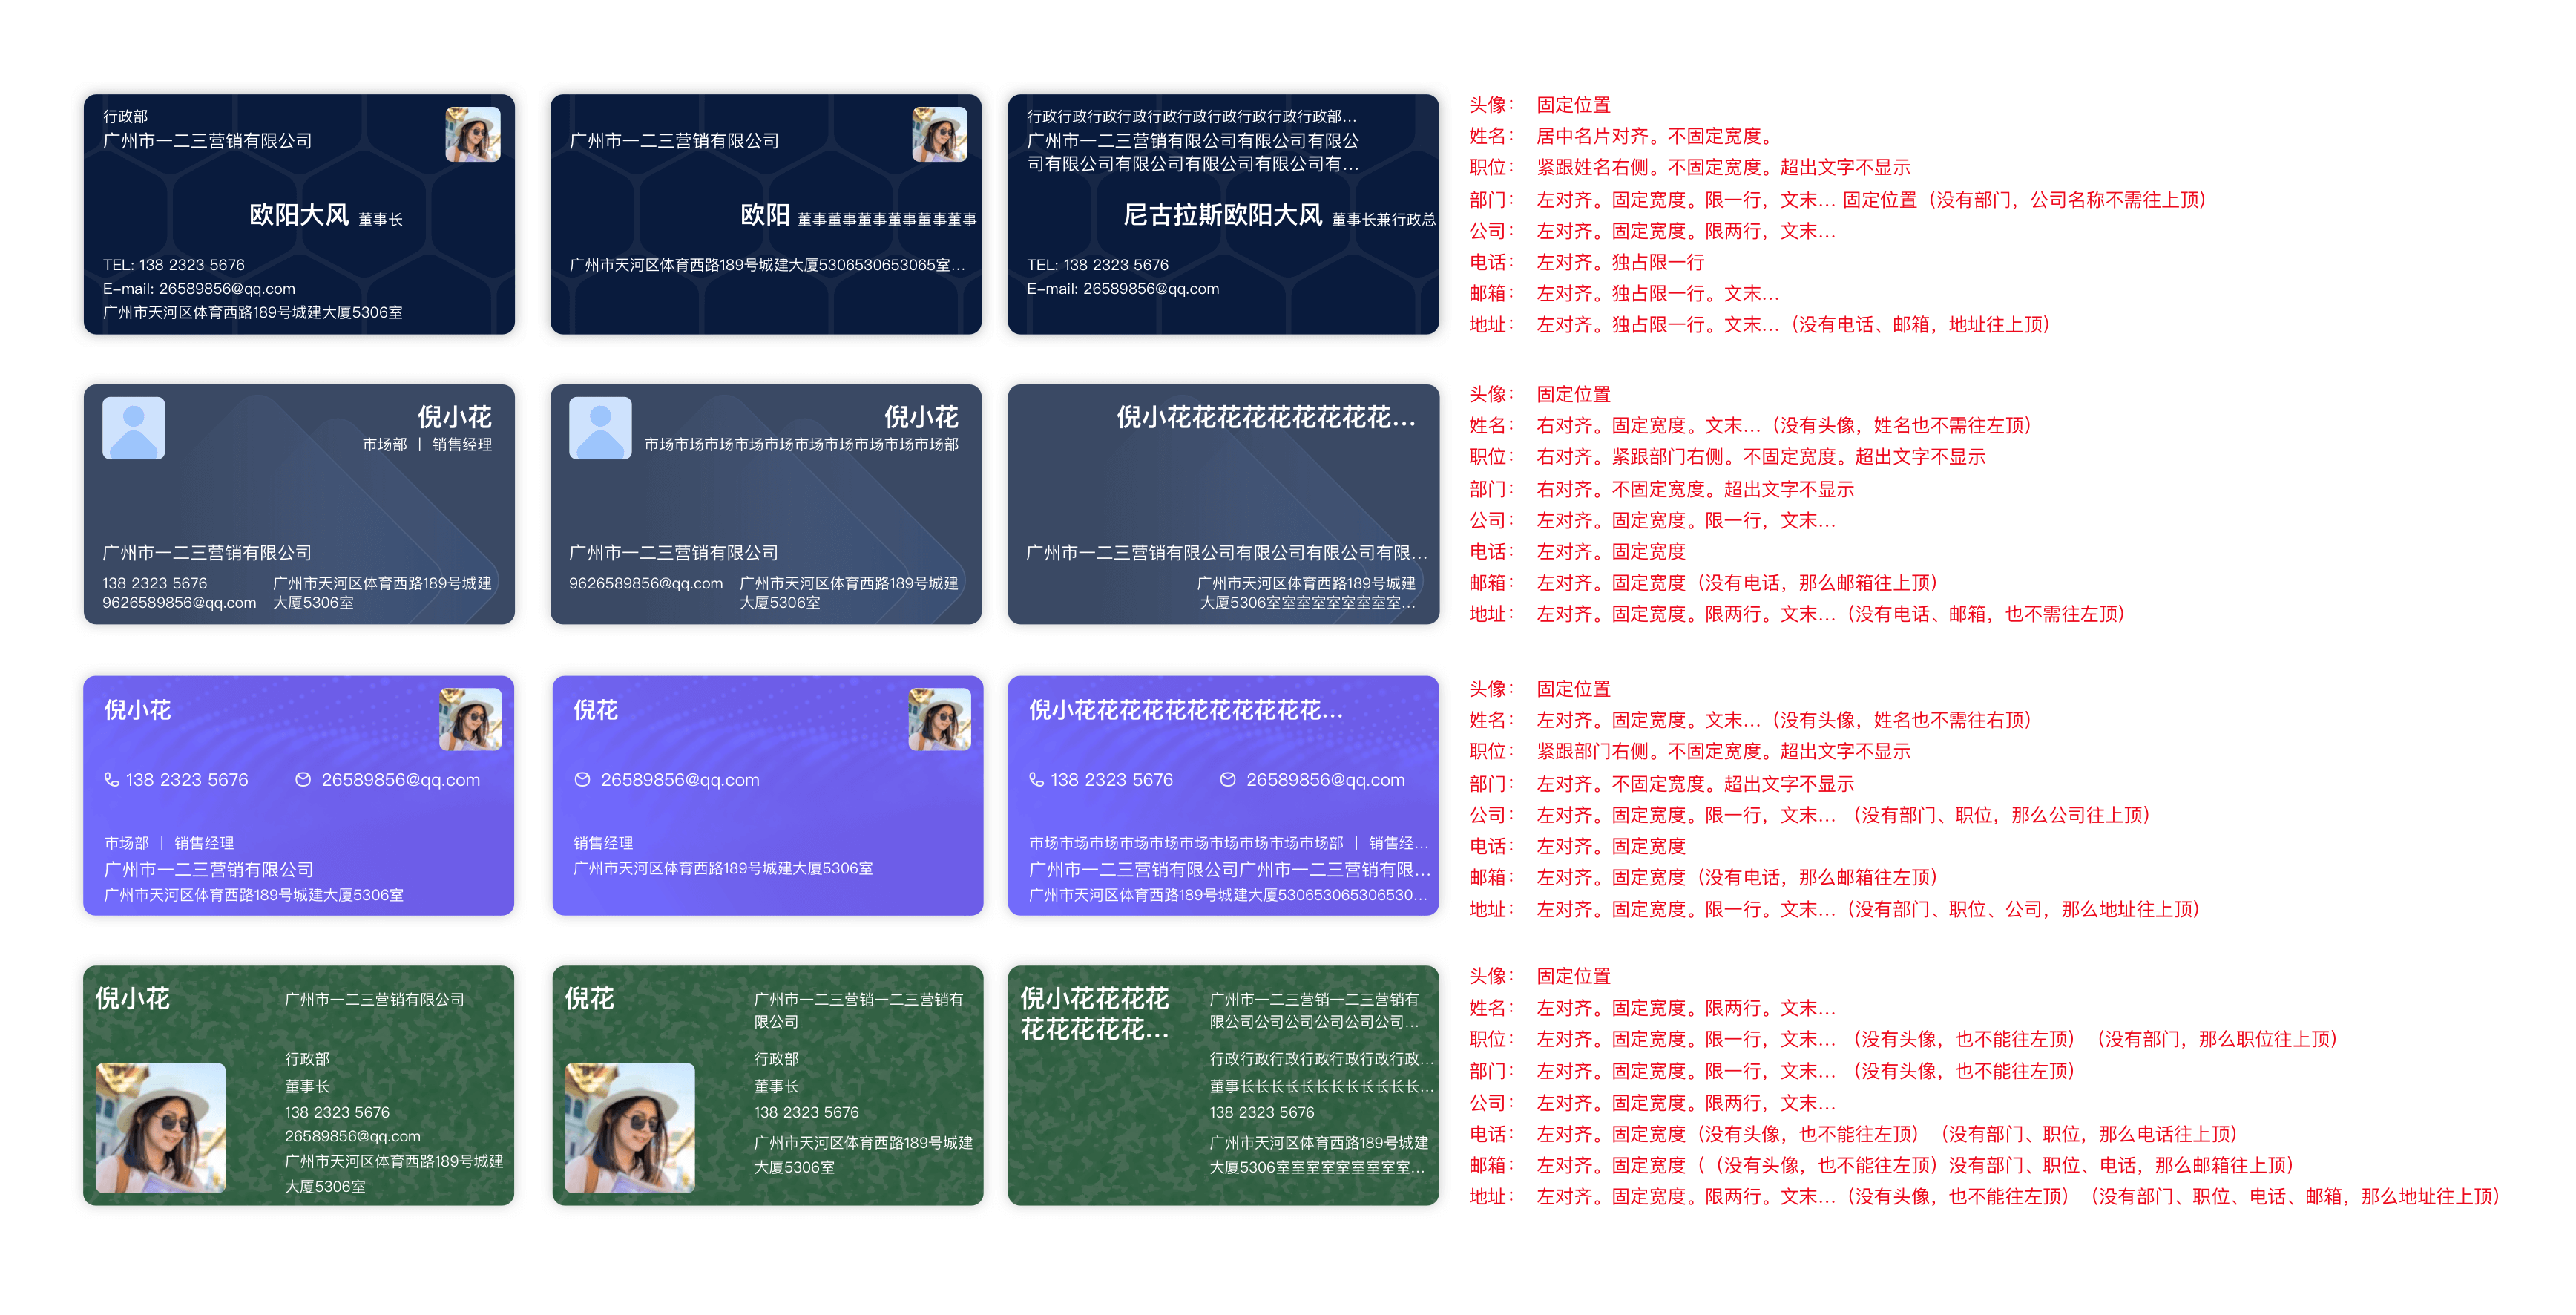 行政部
广州市一二三营销有限公司
欧阳大风 董事长
TEL: 138 2323 5676
E-mail: 26589856@qq.com
广州市天河区体育西路189号城建大厦5306室
广州市一二三营销有限公司
欧阳 董事董事董事董事董事董事
广州市天河区体育西路189号城建大厦5306530653065室...
行政行政行政行政行政行政行政行政行政行政部...
广州市一二三营销有限公司有限公司有限公
司有限公司有限公司有限公司有限公司有...
尼古拉斯欧阳大风 董事长兼行政总
TEL: 138 2323 5676
E-mail: 26589856@qq.com
头像： 固定位置
姓名： 居中名片对齐。不固定宽度。
职位： 紧跟姓名右侧。不固定宽度。超出文字不显示
部门： 左对齐。固定宽度。限一行，文末... 固定位置（没有部门，公司名称不需往上顶）
公司： 左对齐。固定宽度。限两行，文末...
电话： 左对齐。独占限一行
邮箱： 左对齐。独占限一行。文末...
地址： 左对齐。独占限一行。文末...（没有电话、邮箱，地址往上顶）
倪小花
市场部 | 销售经理
广州市一二三营销有限公司
138 2323 5676
9626589856@qq.com
广州市天河区体育西路189号城建
大厦5306室
倪小花
市场市场市场市场市场市场市场市场市场市场部
广州市一二三营销有限公司
9626589856@qq.com
广州市天河区体育西路189号城建
大厦5306室
倪小花花花花花花花花花花...
广州市一二三营销有限公司有限公司有限公司有限...
广州市天河区体育西路189号城建
大厦5306室室室室室室室室室...
头像： 固定位置
姓名： 右对齐。固定宽度。文末...（没有头像，姓名也不需往左顶）
职位： 右对齐。紧跟部门右侧。不固定宽度。超出文字不显示
部门： 右对齐。不固定宽度。超出文字不显示
公司： 左对齐。固定宽度。限一行，文末...
电话： 左对齐。固定宽度
邮箱： 左对齐。固定宽度（没有电话，那么邮箱往上顶）
地址： 左对齐。固定宽度。限两行。文末...（没有电话、邮箱，也不需往左顶）
倪小花
138 2323 5676
26589856@qq.com
市场部 | 销售经理
广州市一二三营销有限公司
广州市天河区体育西路189号城建大厦5306室
倪花
26589856@qq.com
销售经理
广州市天河区体育西路189号城建大厦5306室
倪小花花花花花花花花花花花...
138 2323 5676
26589856@qq.com
市场市场市场市场市场市场市场市场市场市场部 | 销售经...
广州市一二三营销有限公司广州市一二三营销有限...
广州市天河区体育西路189号城建大厦530653065306530...
头像： 固定位置
姓名： 左对齐。固定宽度。文末...（没有头像，姓名也不需往右顶）
职位： 紧跟部门右侧。不固定宽度。超出文字不显示
部门： 左对齐。不固定宽度。超出文字不显示
公司： 左对齐。固定宽度。限一行，文末... （没有部门、职位，那么公司往上顶）
电话： 左对齐。固定宽度
邮箱： 左对齐。固定宽度（没有电话，那么邮箱往左顶）
地址： 左对齐。固定宽度。限一行。文末...（没有部门、职位、公司，那么地址往上顶）
倪小花
广州市一二三营销有限公司
行政部
董事长
138 2323 5676
26589856@qq.com
广州市天河区体育西路189号城建
大厦5306室
倪花
广州市一二三营销一二三营销有
限公司
行政部
董事长
138 2323 5676
广州市天河区体育西路189号城建
大厦5306室
倪小花花花花
花花花花花...
广州市一二三营销一二三营销有
限公司公司公司公司公司公司...
行政行政行政行政行政行政行政...
董事长长长长长长长长长长长长...
138 2323 5676
广州市天河区体育西路189号城建
大厦5306室室室室室室室室室...
头像： 固定位置
姓名： 左对齐。固定宽度。限两行。文末...
职位： 左对齐。固定宽度。限一行，文末... （没有头像，也不能往左顶）（没有部门，那么职位往上顶）
部门： 左对齐。固定宽度。限一行，文末... （没有头像，也不能往左顶）
公司： 左对齐。固定宽度。限两行，文末...
电话： 左对齐。固定宽度（没有头像，也不能往左顶）（没有部门、职位，那么电话往上顶）
邮箱： 左对齐。固定宽度（（没有头像，也不能往左顶）没有部门、职位、电话，那么邮箱往上顶）
地址： 左对齐。固定宽度。限两行。文末...（没有头像，也不能往左顶）（没有部门、职位、电话、邮箱，那么地址往上顶）